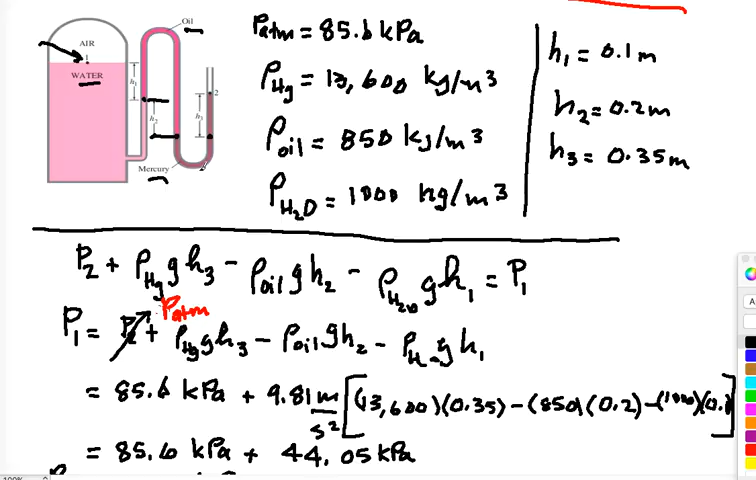 Oil
AIR
1
WATER
h₁
h₂
2
h₃
Mercury
Patm = 85.6 kPa
ρHg = 13,600 kg/m3
ρoil = 850 kg/m3
ρH₂O = 1000 kg/m3
h₁ = 0.1 m
h₂ = 0.2 m
h₃ = 0.35 m
P₂ + ρHg g h₃ − ρoil g h₂ − ρH₂O g h₁ = P₁
Patm
P₁ = P₂ + ρHg g h₃ − ρoil g h₂ − ρH g h₁
= 85.6 kPa + 9.81 m/s² [(13,600)(0.35) − (850)(0.2) − (1000)(0.1)]
= 85.6 kPa + 44.05 kPa
100%